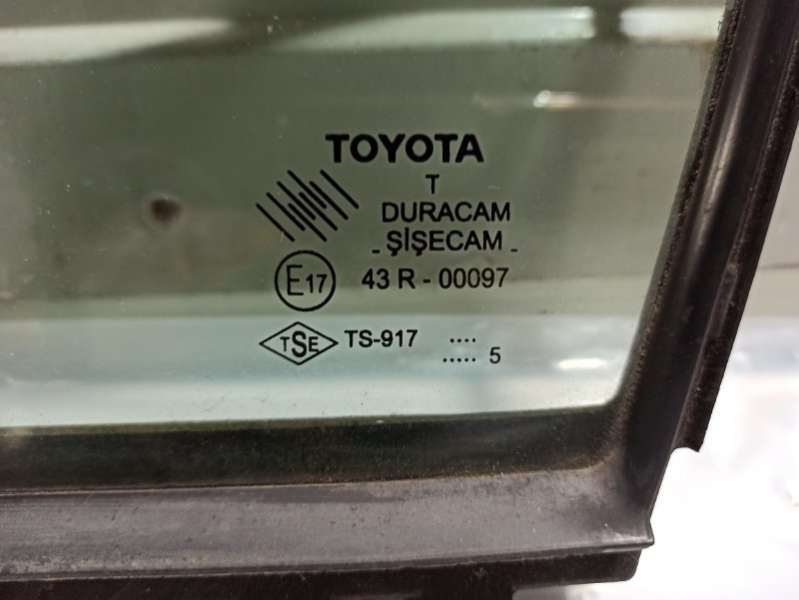 TOYOTA
T
DURACAM
- ŞİŞECAM -
E17 43 R - 00097
TSE TS-917 ....
..... 5